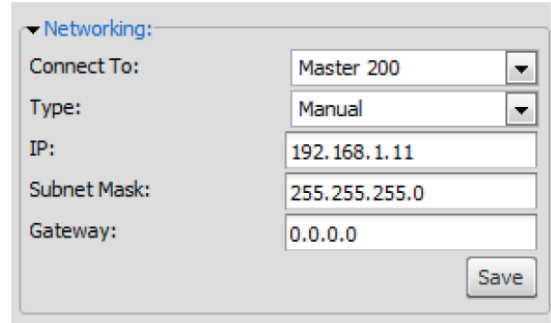 Networking:
Connect To: Master 200
Type: Manual
IP: 192.168.1.11
Subnet Mask: 255.255.255.0
Gateway: 0.0.0.0
Save